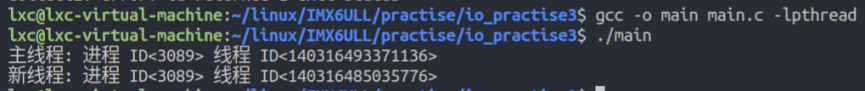 lxc@lxc-virtual-machine:~/linux/IMX6ULL/practise/io_practise3$ gcc -o main main.c -lpthread
lxc@lxc-virtual-machine:~/linux/IMX6ULL/practise/io_practise3$ ./main
主线程: 进程 ID<3089> 线程 ID<140316493371136>
新线程: 进程 ID<3089> 线程 ID<140316485035776>